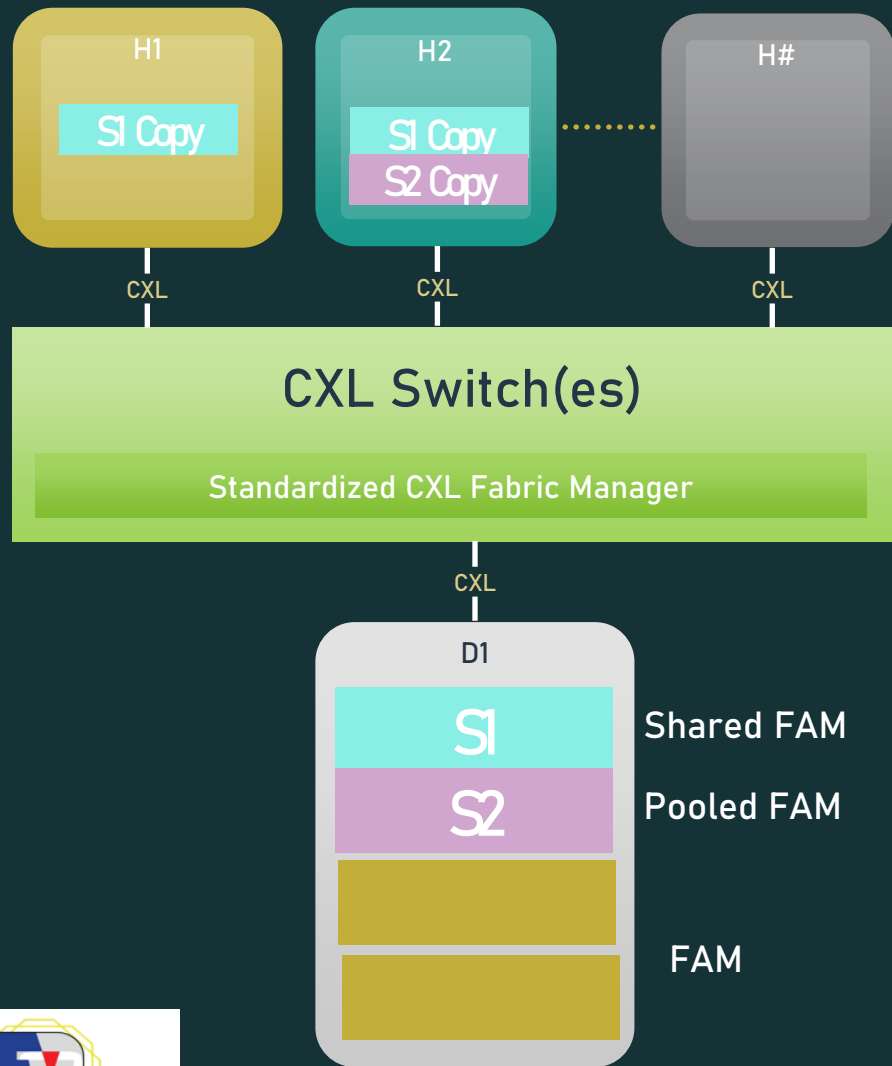 H1
H2
H#
S1 Copy
S1 Copy
S2 Copy
CXL
CXL
CXL
CXL Switch(es)
Standardized CXL Fabric Manager
CXL
D1
S1
Shared FAM
S2
Pooled FAM
FAM